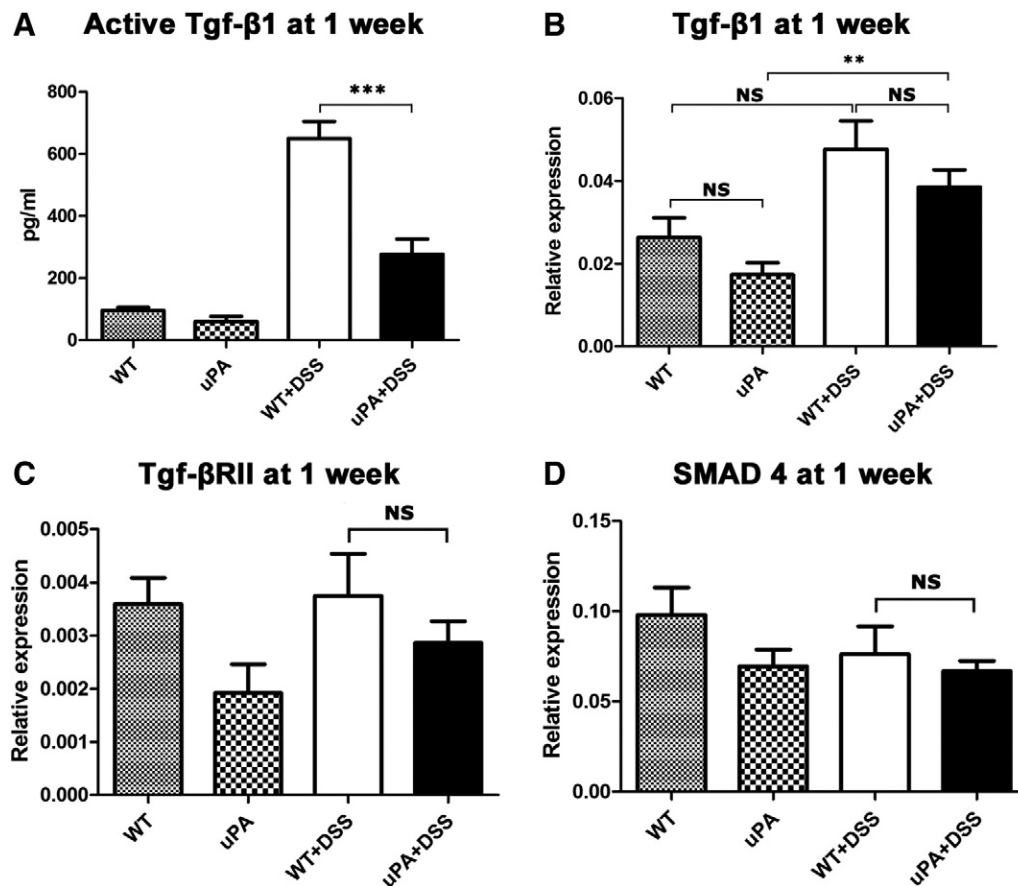 A Active Tgf-β1 at 1 week
800
600
400
200
0
pg/ml
***
WT
uPA
WT+DSS
uPA+DSS
B Tgf-β1 at 1 week
0.06
0.04
0.02
0.00
Relative expression
**
NS
NS
NS
WT
uPA
WT+DSS
uPA+DSS
C Tgf-βRII at 1 week
0.005
0.004
0.003
0.002
0.001
0.000
Relative expression
NS
WT
uPA
WT+DSS
uPA+DSS
D SMAD 4 at 1 week
0.15
0.10
0.05
0.00
Relative expression
NS
WT
uPA
WT+DSS
uPA+DSS